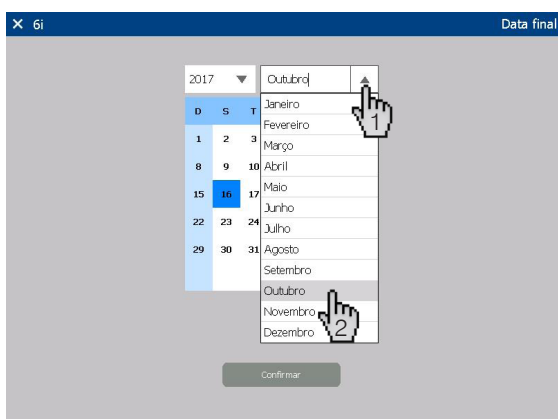 6i Data final
2017 Outubro
D S T
1 2 3
8 9 10
15 16 17
22 23 24
29 30 31
Janeiro
Fevereiro
Março
Abril
Maio
Junho
Julho
Agosto
Setembro
Outubro
Novembro
Dezembro
1
2
Confirmar